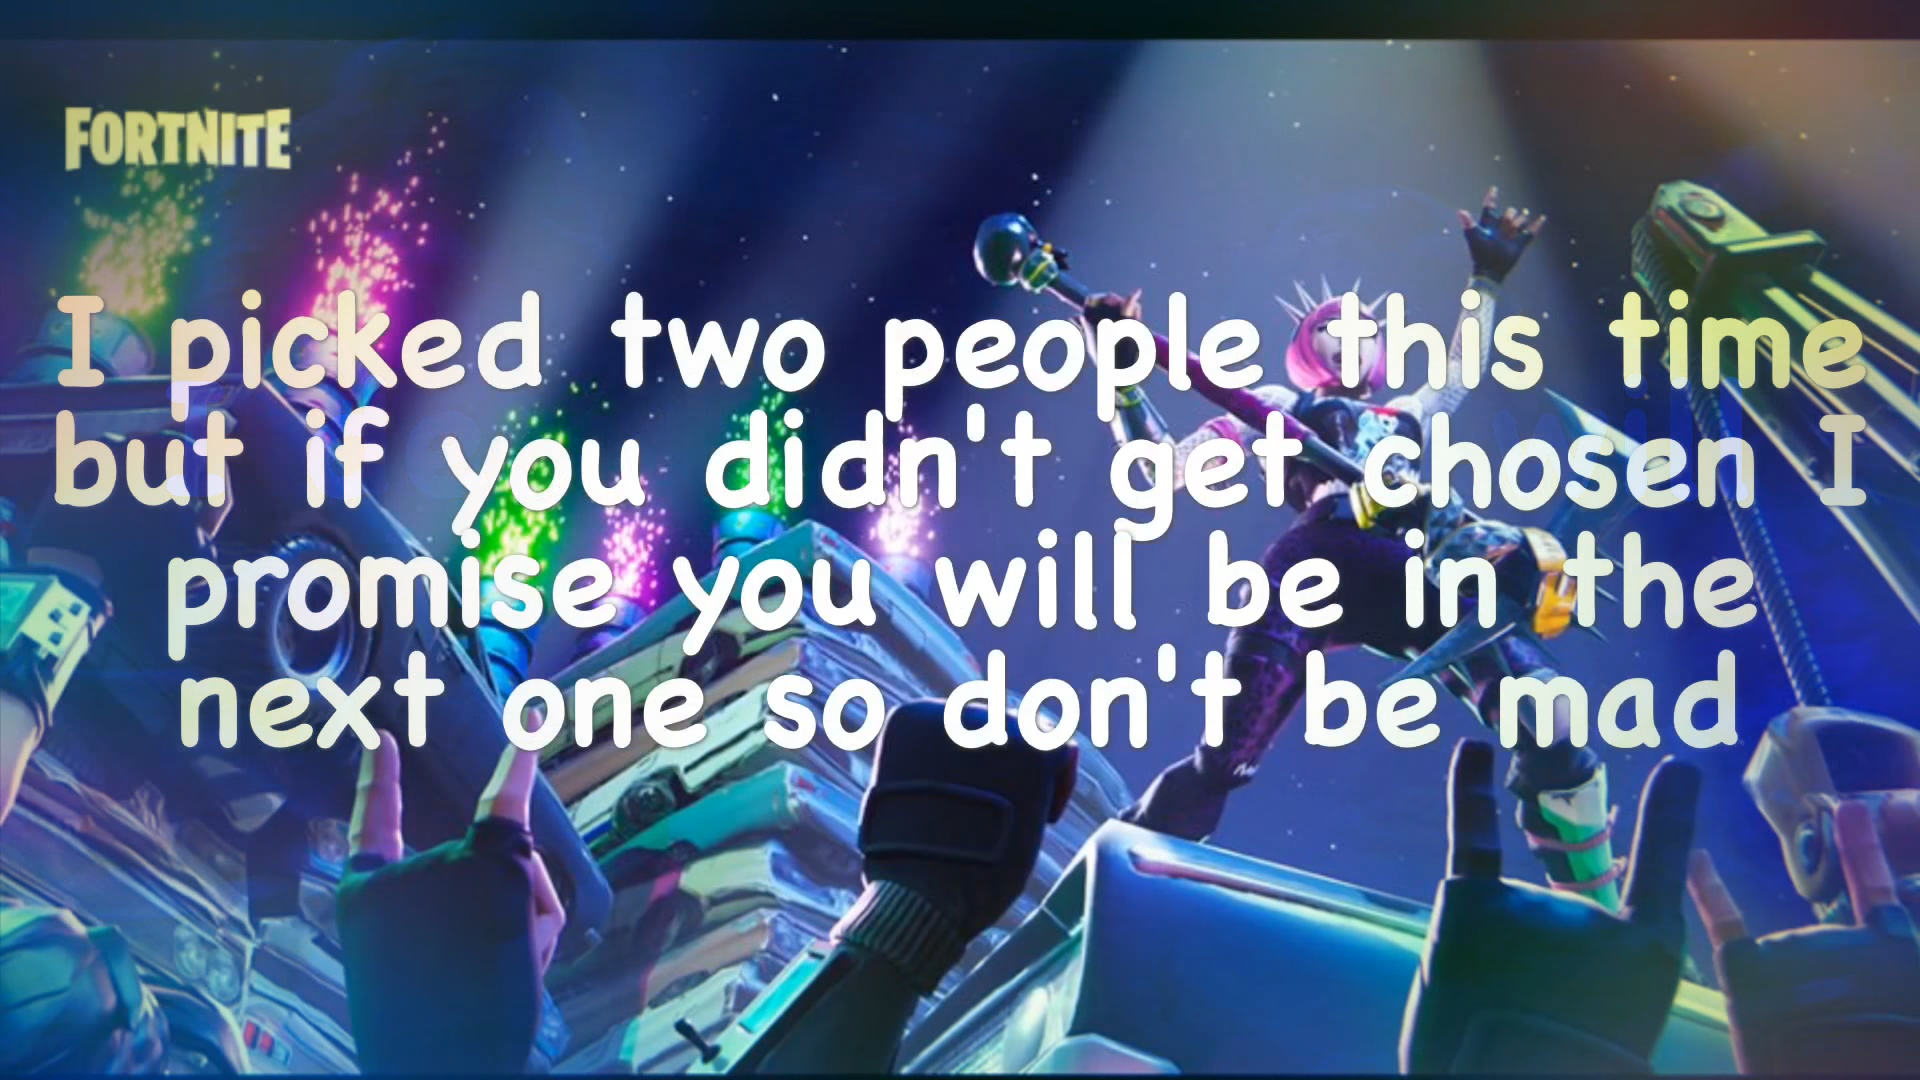 FORTNITE
I picked two people this time
but if you didn't get chosen I
promise you will be in the
next one so don't be mad